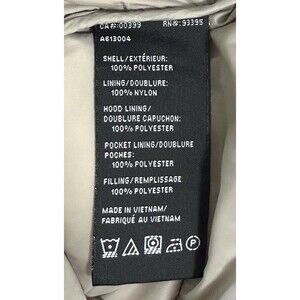 CA#:00399 RN#:93395
A613004
SHELL/EXTÉRIEUR:
100% POLYESTER
LINING/DOUBLURE:
100% NYLON
HOOD LINING/
DOUBLURE CAPUCHON:
100% POLYESTER
POCKET LINING/DOUBLURE
POCHES:
100% POLYESTER
FILLING/REMPLISSAGE
100% POLYESTER
MADE IN VIETNAM/
FABRIQUÉ AU VIETNAM
P